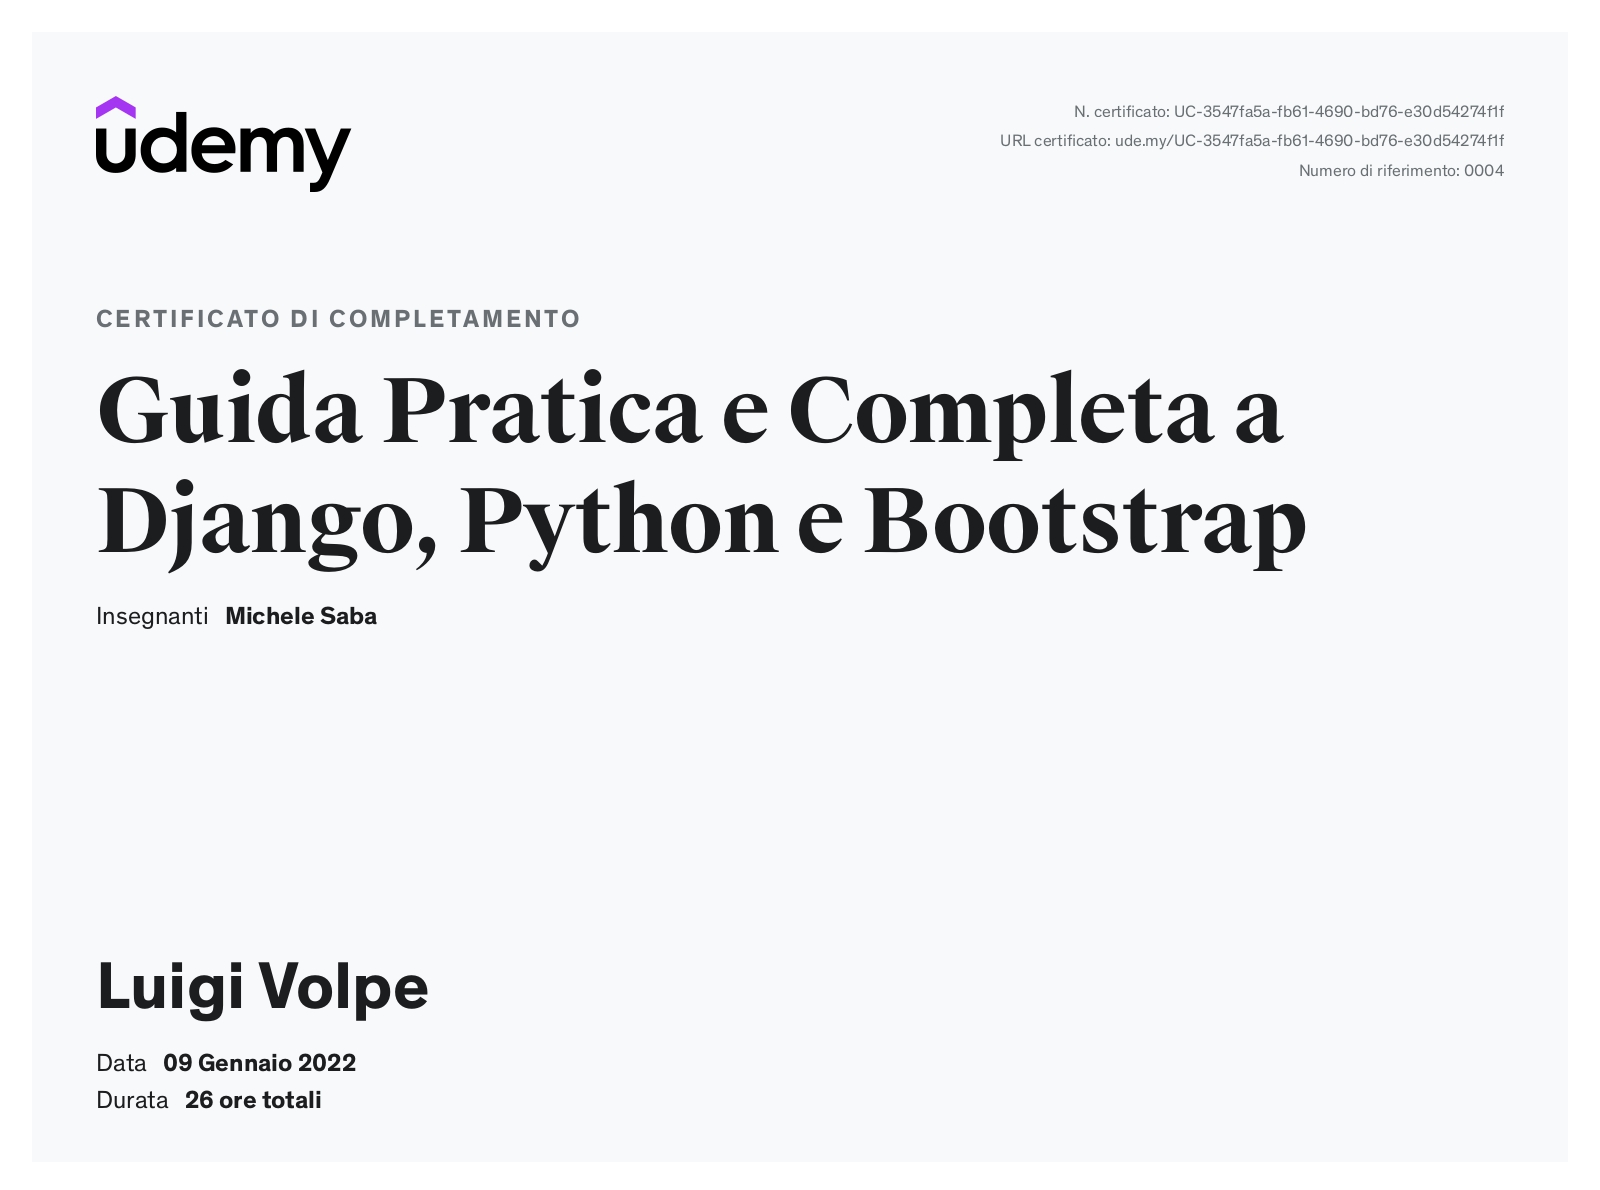 udemy
N. certificato: UC-3547fa5a-fb61-4690-bd76-e30d54274f1f
URL certificato: ude.my/UC-3547fa5a-fb61-4690-bd76-e30d54274f1f
Numero di riferimento: 0004
CERTIFICATO DI COMPLETAMENTO
Guida Pratica e Completa a
Django, Python e Bootstrap
Insegnanti Michele Saba
Luigi Volpe
Data 09 Gennaio 2022
Durata 26 ore totali